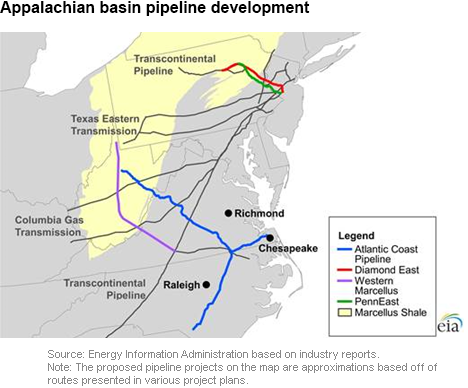 Appalachian basin pipeline development
Transcontinental
Pipeline
Texas Eastern
Transmission
Richmond
Columbia Gas
Transmission
Chesapeake
Transcontinental
Pipeline
Raleigh
Legend
Atlantic Coast
Pipeline
Diamond East
Western
Marcellus
PennEast
Marcellus Shale
eia
Source: Energy Information Administration based on industry reports.
Note: The proposed pipeline projects on the map are approximations based off of
routes presented in various project plans.